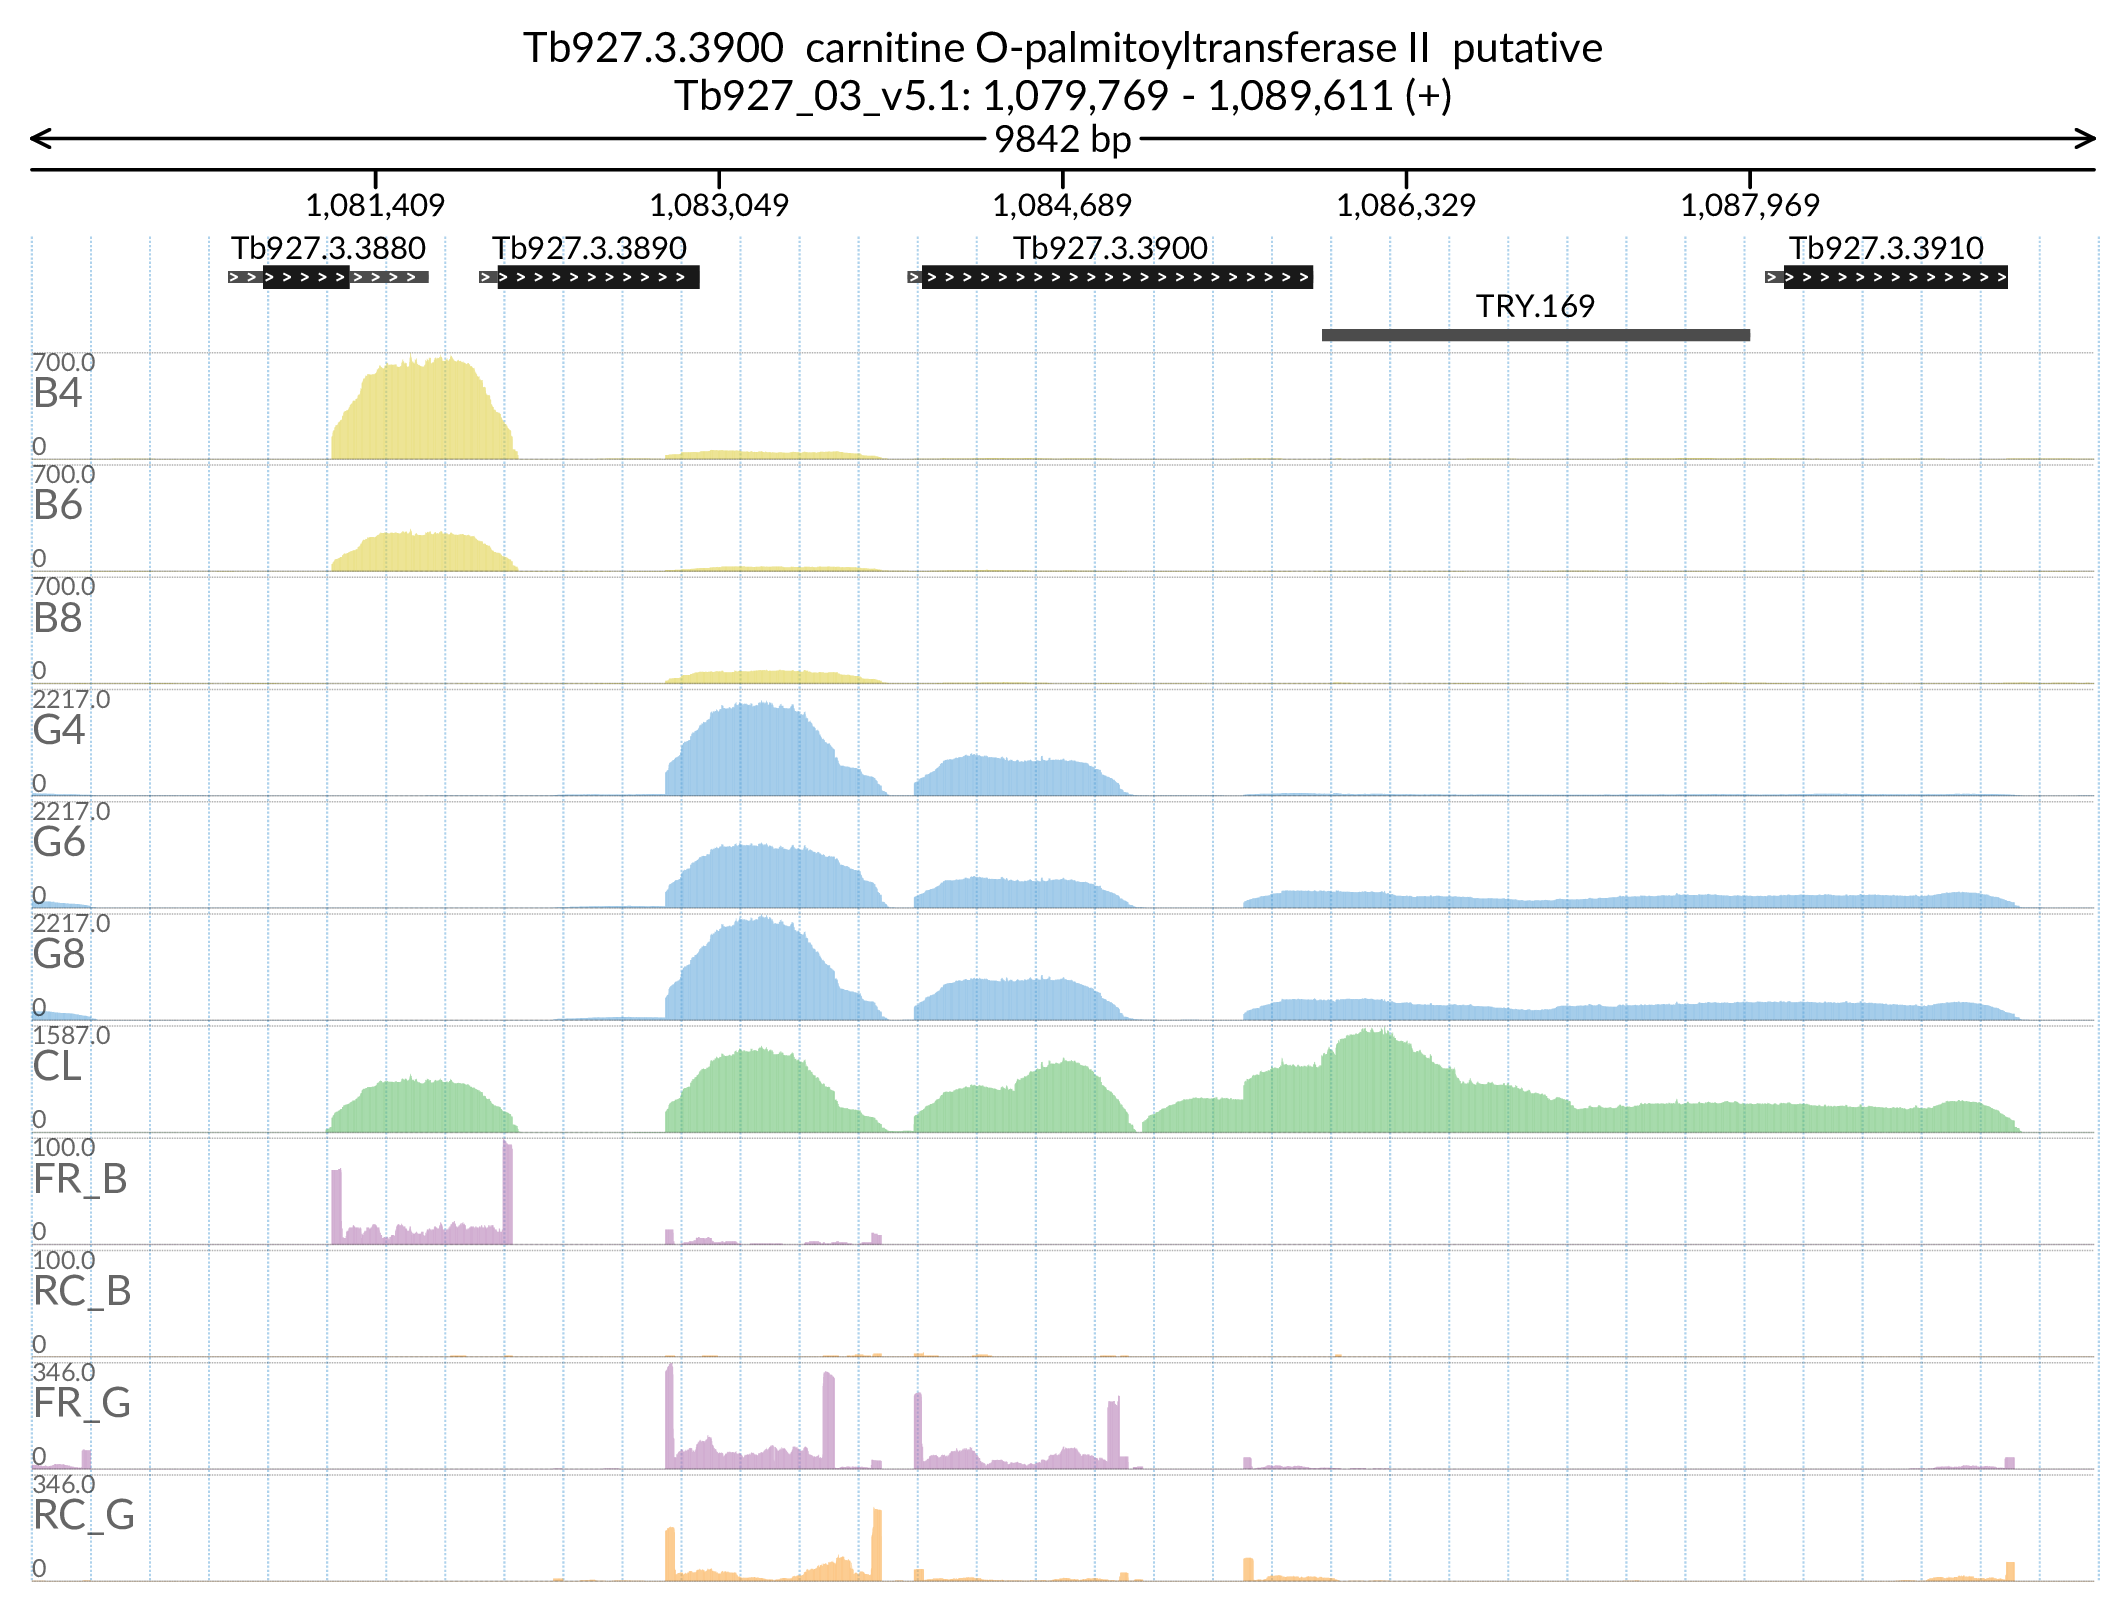 Tb927.3.3900  carnitine O-palmitoyltransferase II  putative
Tb927_03_v5.1: 1,079,769 - 1,089,611 (+)
9842 bp
1,081,409 1,083,049 1,084,689 1,086,329 1,087,969
Tb927.3.3880 Tb927.3.3890 Tb927.3.3900 Tb927.3.3910
TRY.169
700.0
B4
0
700.0
B6
0
700.0
B8
0
2217.0
G4
0
2217.0
G6
0
2217.0
G8
0
1587.0
CL
0
100.0
FR_B
0
100.0
RC_B
0
346.0
FR_G
0
346.0
RC_G
0